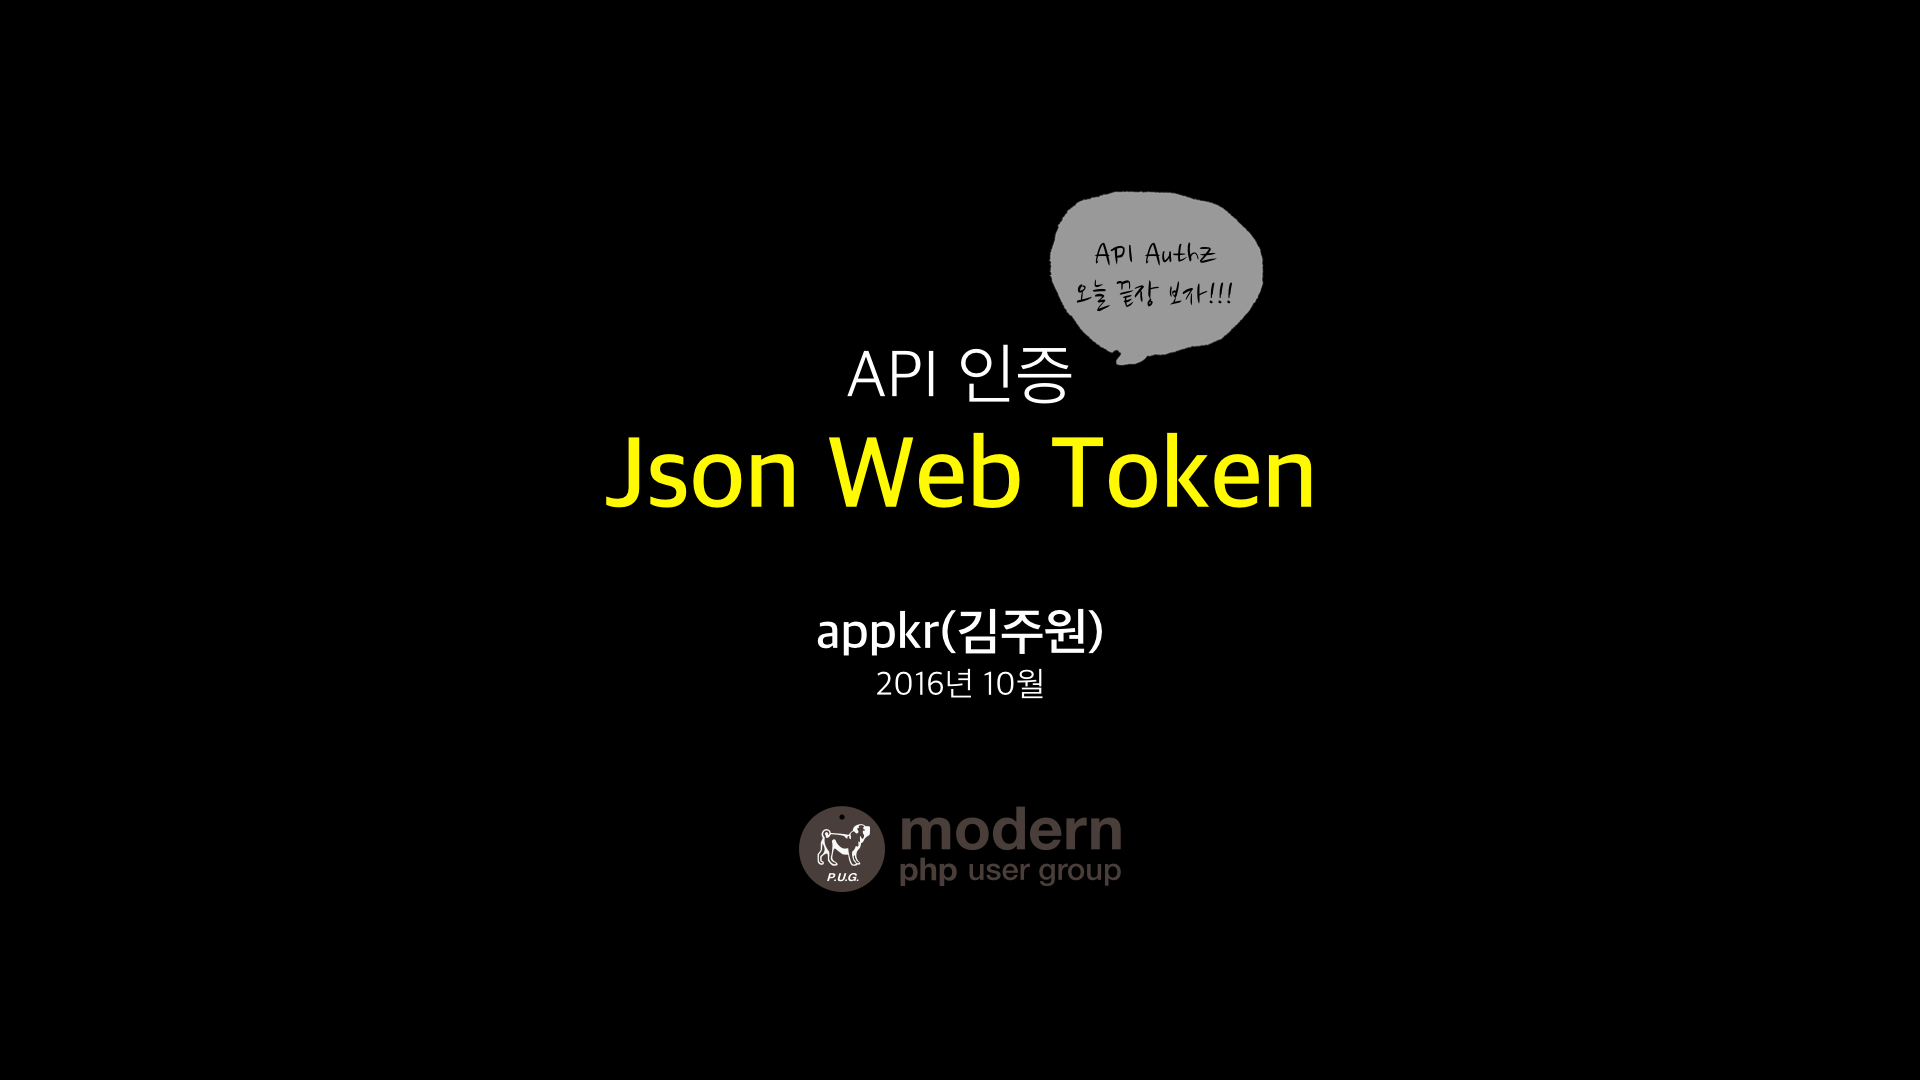 API Authz
오늘 끝장 보자!!!
API 인증
Json Web Token
appkr(김주원)
2016년 10월
P.U.G.
modern
php user group